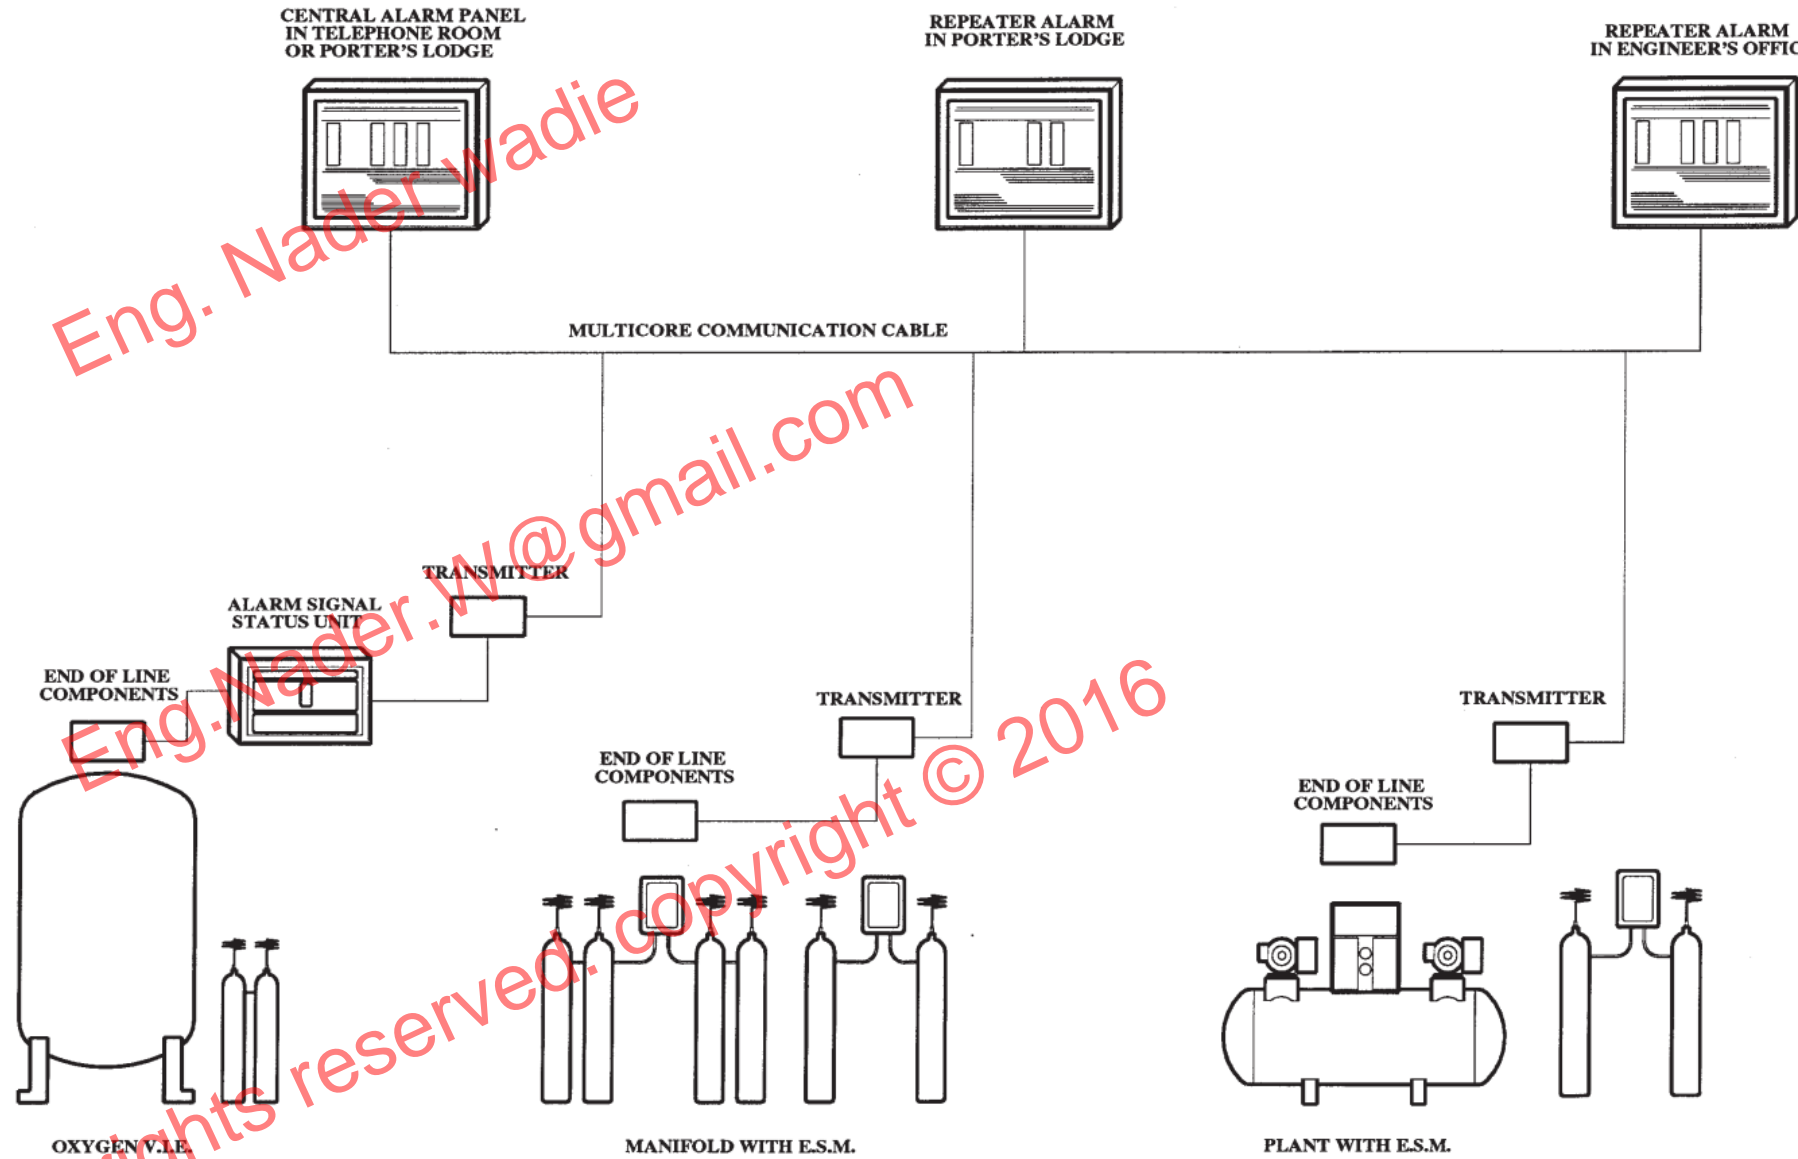 CENTRAL ALARM PANEL
IN TELEPHONE ROOM
OR PORTER'S LODGE
REPEATER ALARM
IN PORTER'S LODGE
REPEATER ALARM
IN ENGINEER'S OFFIC
Eng. Nader wadie
MULTICORE COMMUNICATION CABLE
Eng.Nader.W@gmail.com
TRANSMITTER
ALARM SIGNAL
STATUS UNIT
END OF LINE
COMPONENTS
TRANSMITTER
END OF LINE
COMPONENTS
TRANSMITTER
END OF LINE
COMPONENTS
rights reserved. copyright © 2016
OXYGEN V.I.E.
MANIFOLD WITH E.S.M.
PLANT WITH E.S.M.